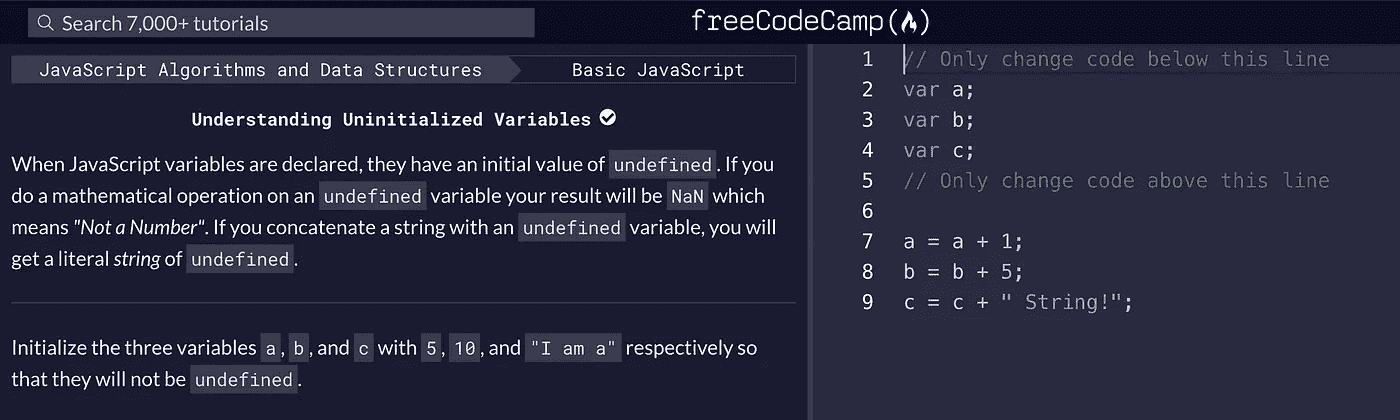 Search 7,000+ tutorials
freeCodeCamp
JavaScript Algorithms and Data Structures
Basic JavaScript
Understanding Uninitialized Variables
When JavaScript variables are declared, they have an initial value of undefined. If you
do a mathematical operation on an undefined variable your result will be NaN which
means "Not a Number". If you concatenate a string with an undefined variable, you will
get a literal string of undefined.
Initialize the three variables a, b, and c with 5, 10, and "I am a" respectively so
that they will not be undefined.
1 // Only change code below this line
2 var a;
3 var b;
4 var c;
5 // Only change code above this line
6
7 a = a + 1;
8 b = b + 5;
9 c = c + " String!";